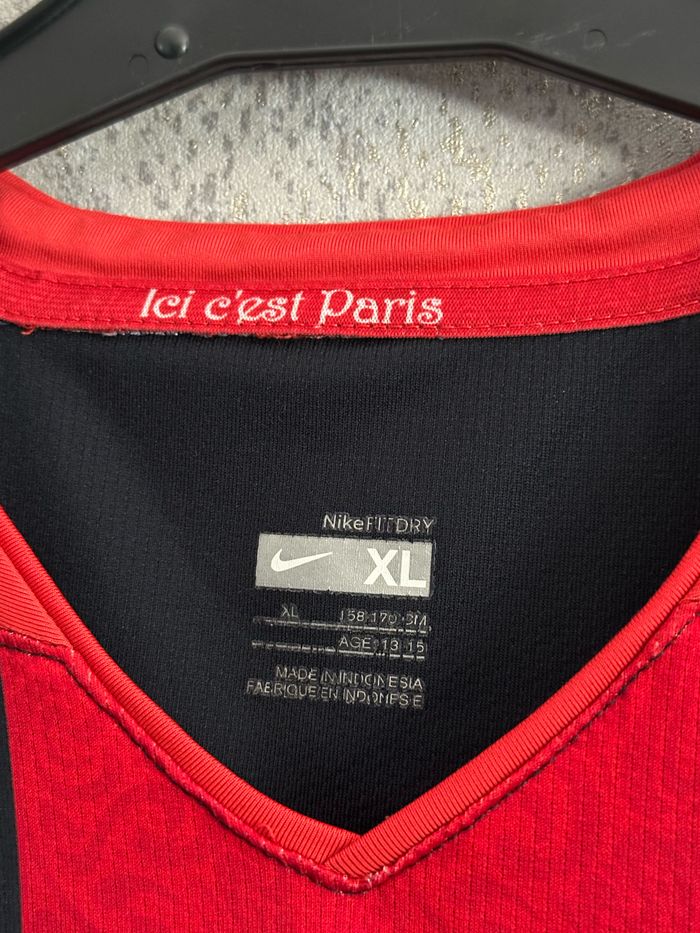 Ici c'est Paris
NikeFITDRY
XL
XL 158-170 CM
AGE: 13-15
MADE IN INDONESIA
FABRIQUE EN INDONESIE